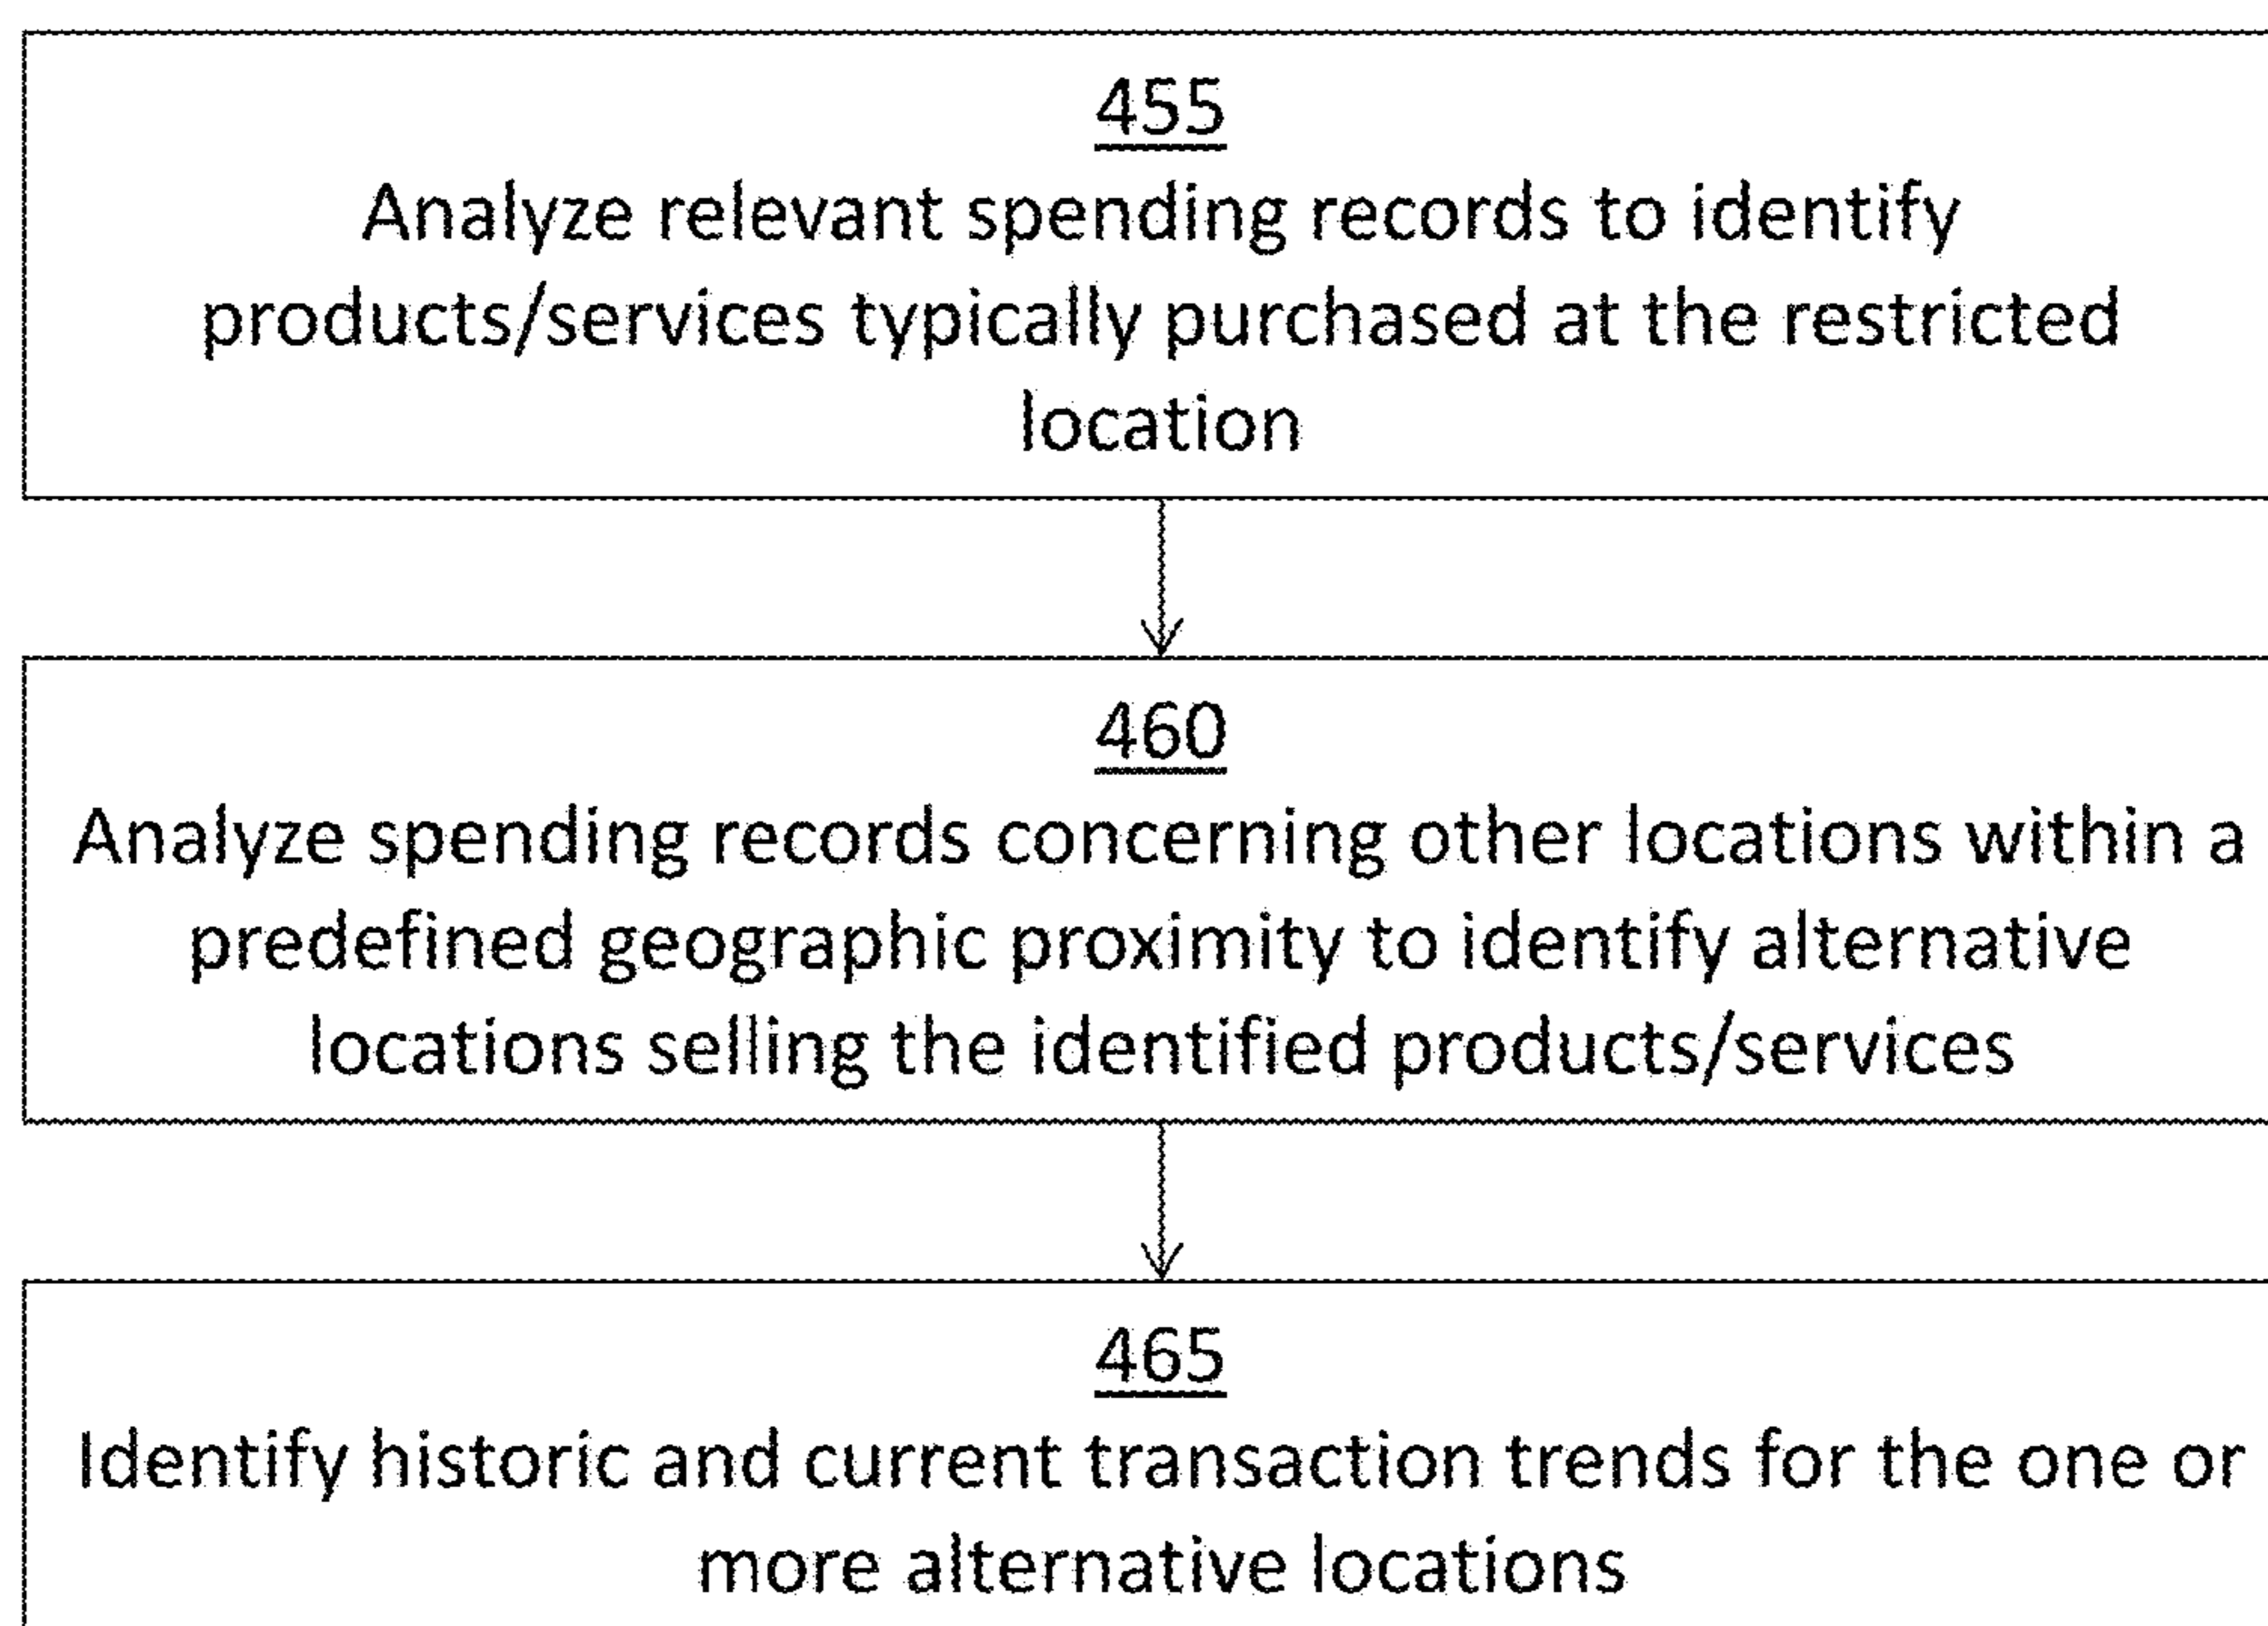 455
Analyze relevant spending records to identify
products/services typically purchased at the restricted
location
460
Analyze spending records concerning other locations within a
predefined geographic proximity to identify alternative
locations selling the identified products/services
465
Identify historic and current transaction trends for the one or
more alternative locations